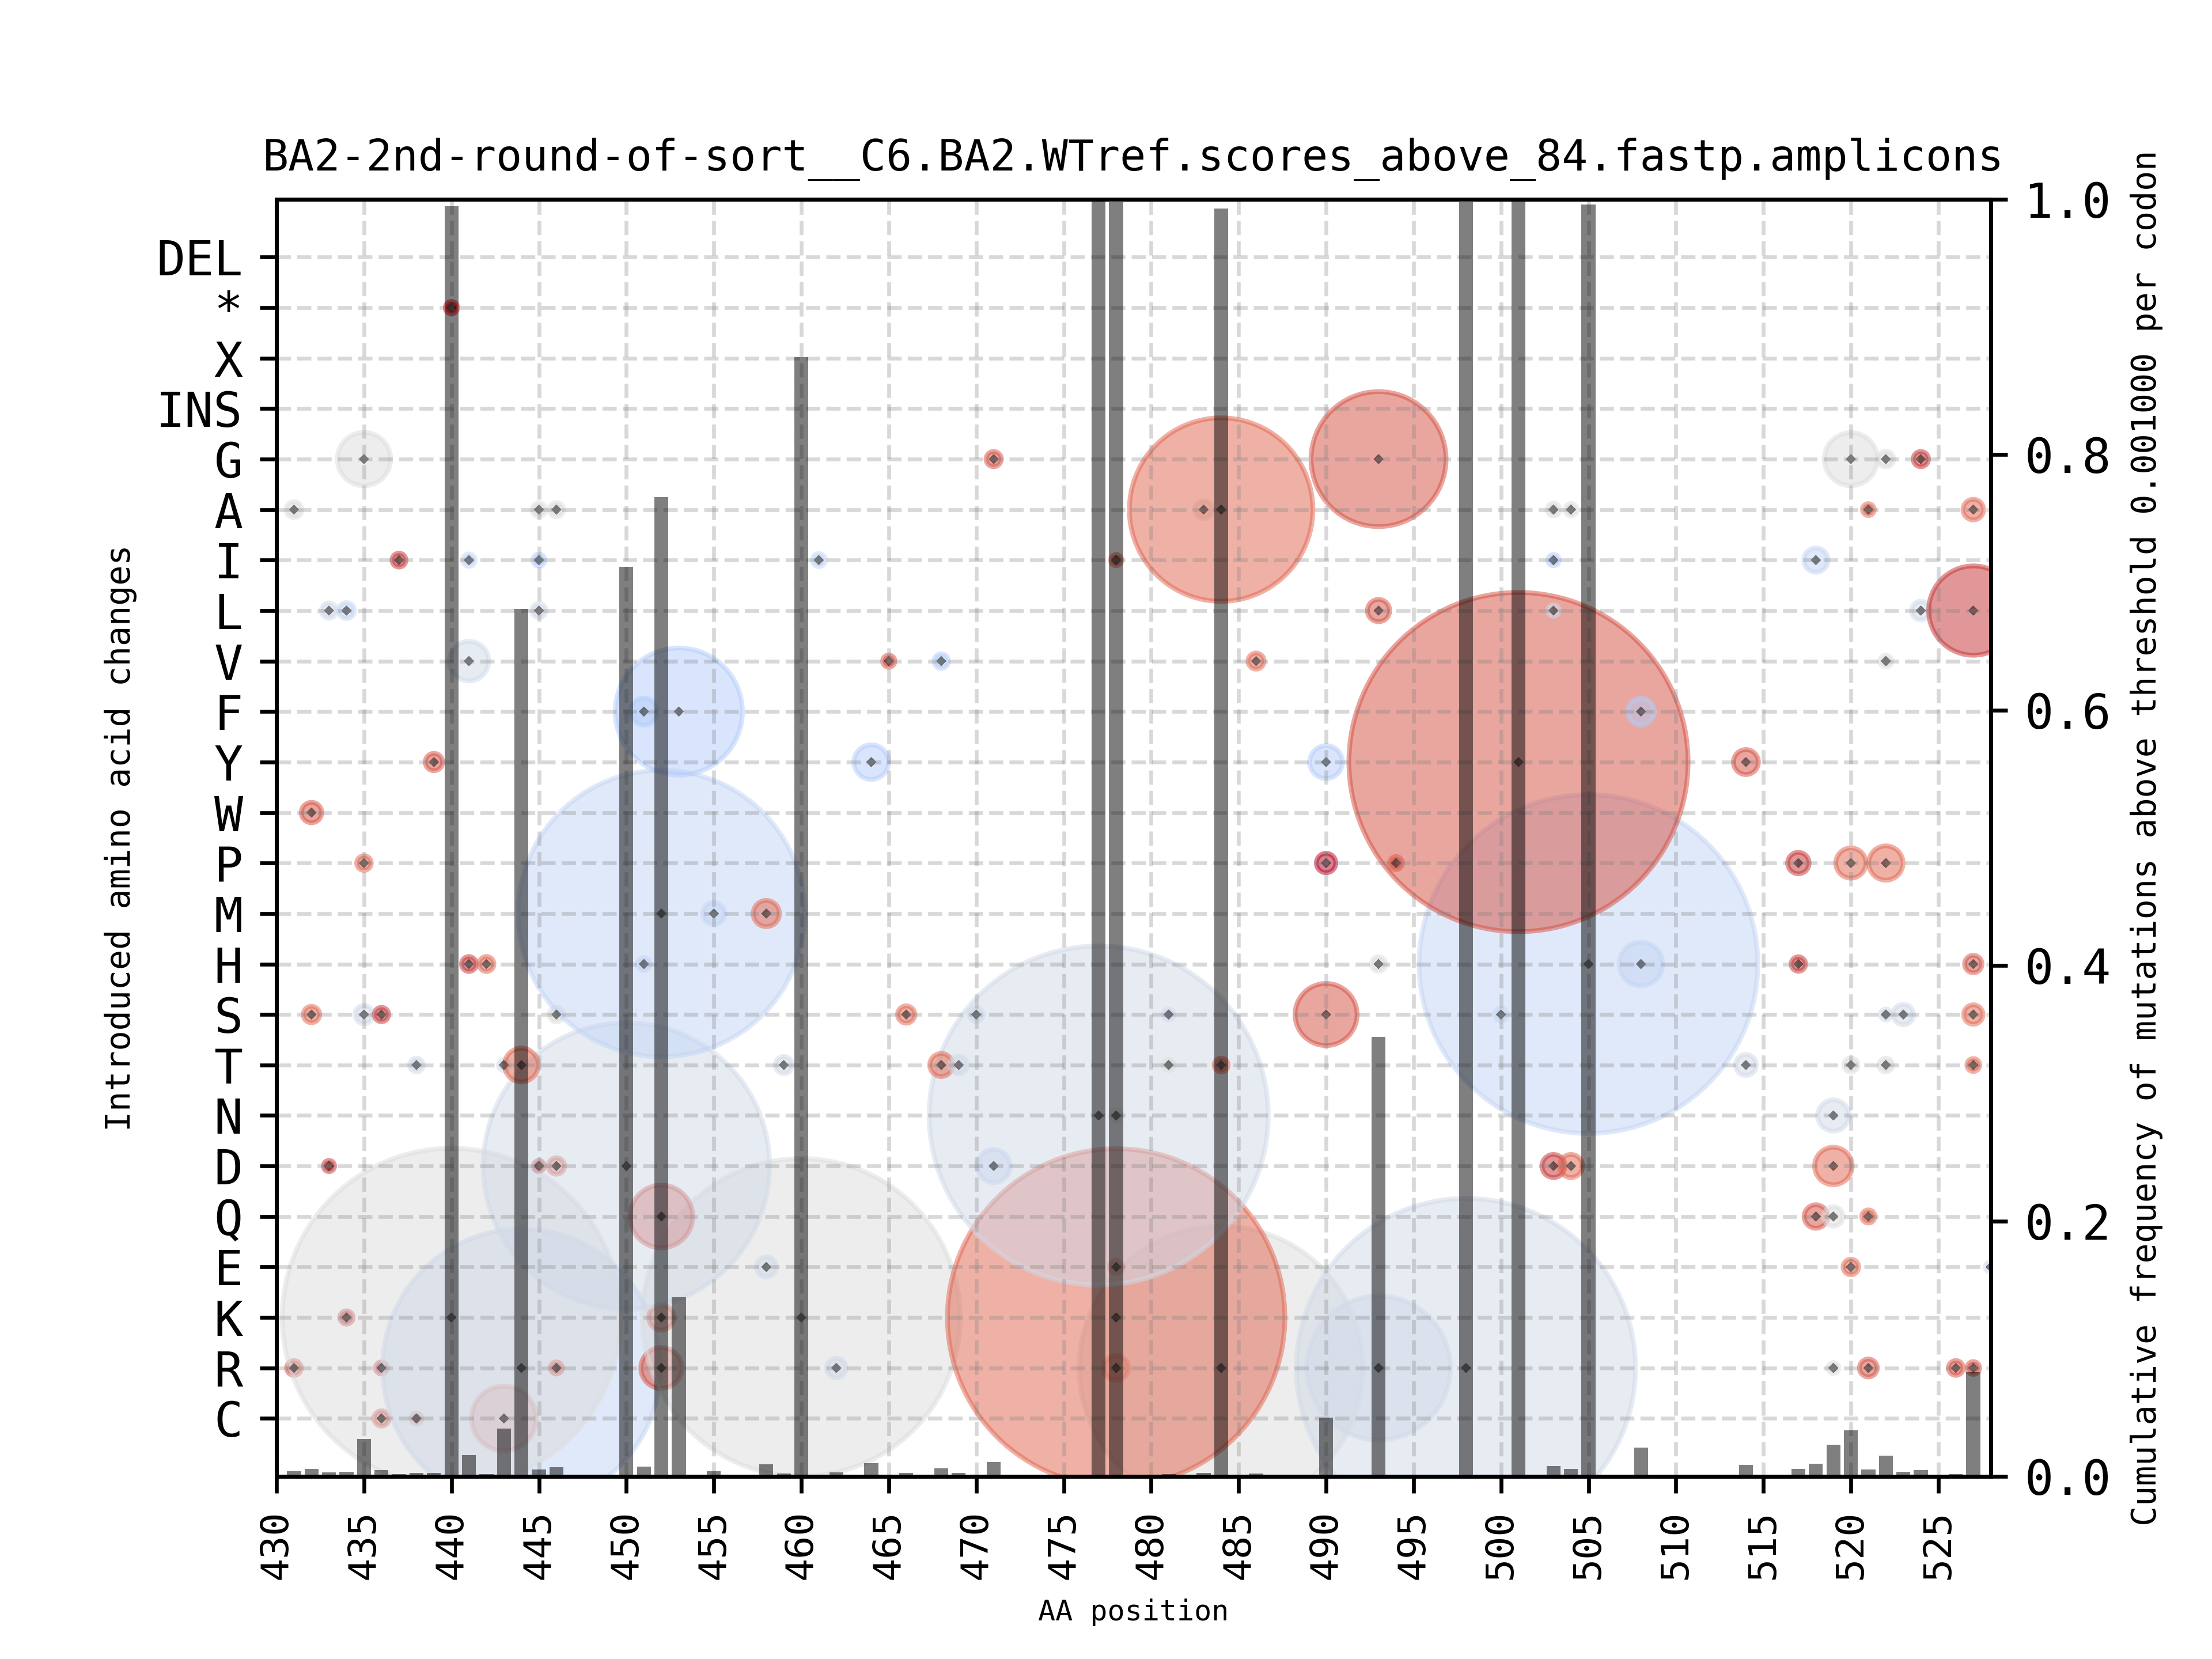 BA2-2nd-round-of-sort__C6.BA2.WTref.scores_above_84.fastp.amplicons
Introduced amino acid changes
DEL
*
X
INS
G
A
I
L
V
F
Y
W
P
M
H
S
T
N
D
Q
E
K
R
C
1.0
0.8
0.6
0.4
0.2
0.0
Cumulative frequency of mutations above threshold 0.001000 per codon
430 435 440 445 450 455 460 465 470 475 480 485 490 495 500 505 510 515 520 525
AA position